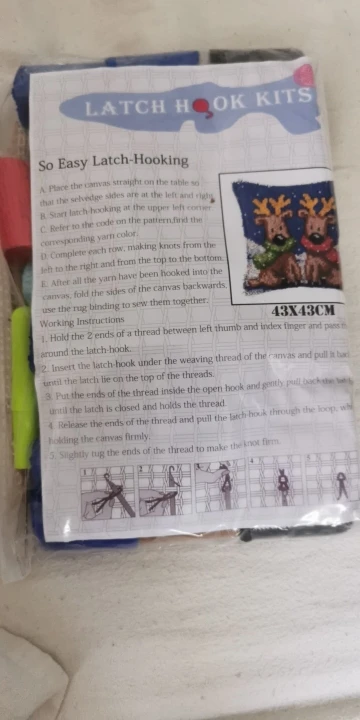 LATCH HOOK KITS
So Easy Latch-Hooking
A. Place the canvas straight on the table so
that the selvedge sides are at the left and right
B. Start latch-hooking at the upper left corner
C. Refer to the code on the pattern,find the
corresponding yarn color.
D. Complete each row, making knots from the
left to the right and from the top to the bottom.
E. After all the yarn have been hooked into the
canvas, fold the sides of the canvas backwards,
use the rug binding to sew them together.
43X43CM
Working Instructions
1. Hold the 2 ends of a thread between left thumb and index finger and pass it
around the latch-hook.
2. Insert the latch-hook under the weaving thread of the canvas and pull it
until the latch lie on the top of threads.
3. Put the ends of the thread inside the open hook and gently pull back the
until the latch is closed and holds the thread
4. Release the ends of the thread and pull the latch-hook through the loop,
holding the canvas firmly.
5. Slightly tug the ends of the thread to make the knot firm.
1 2 3 4